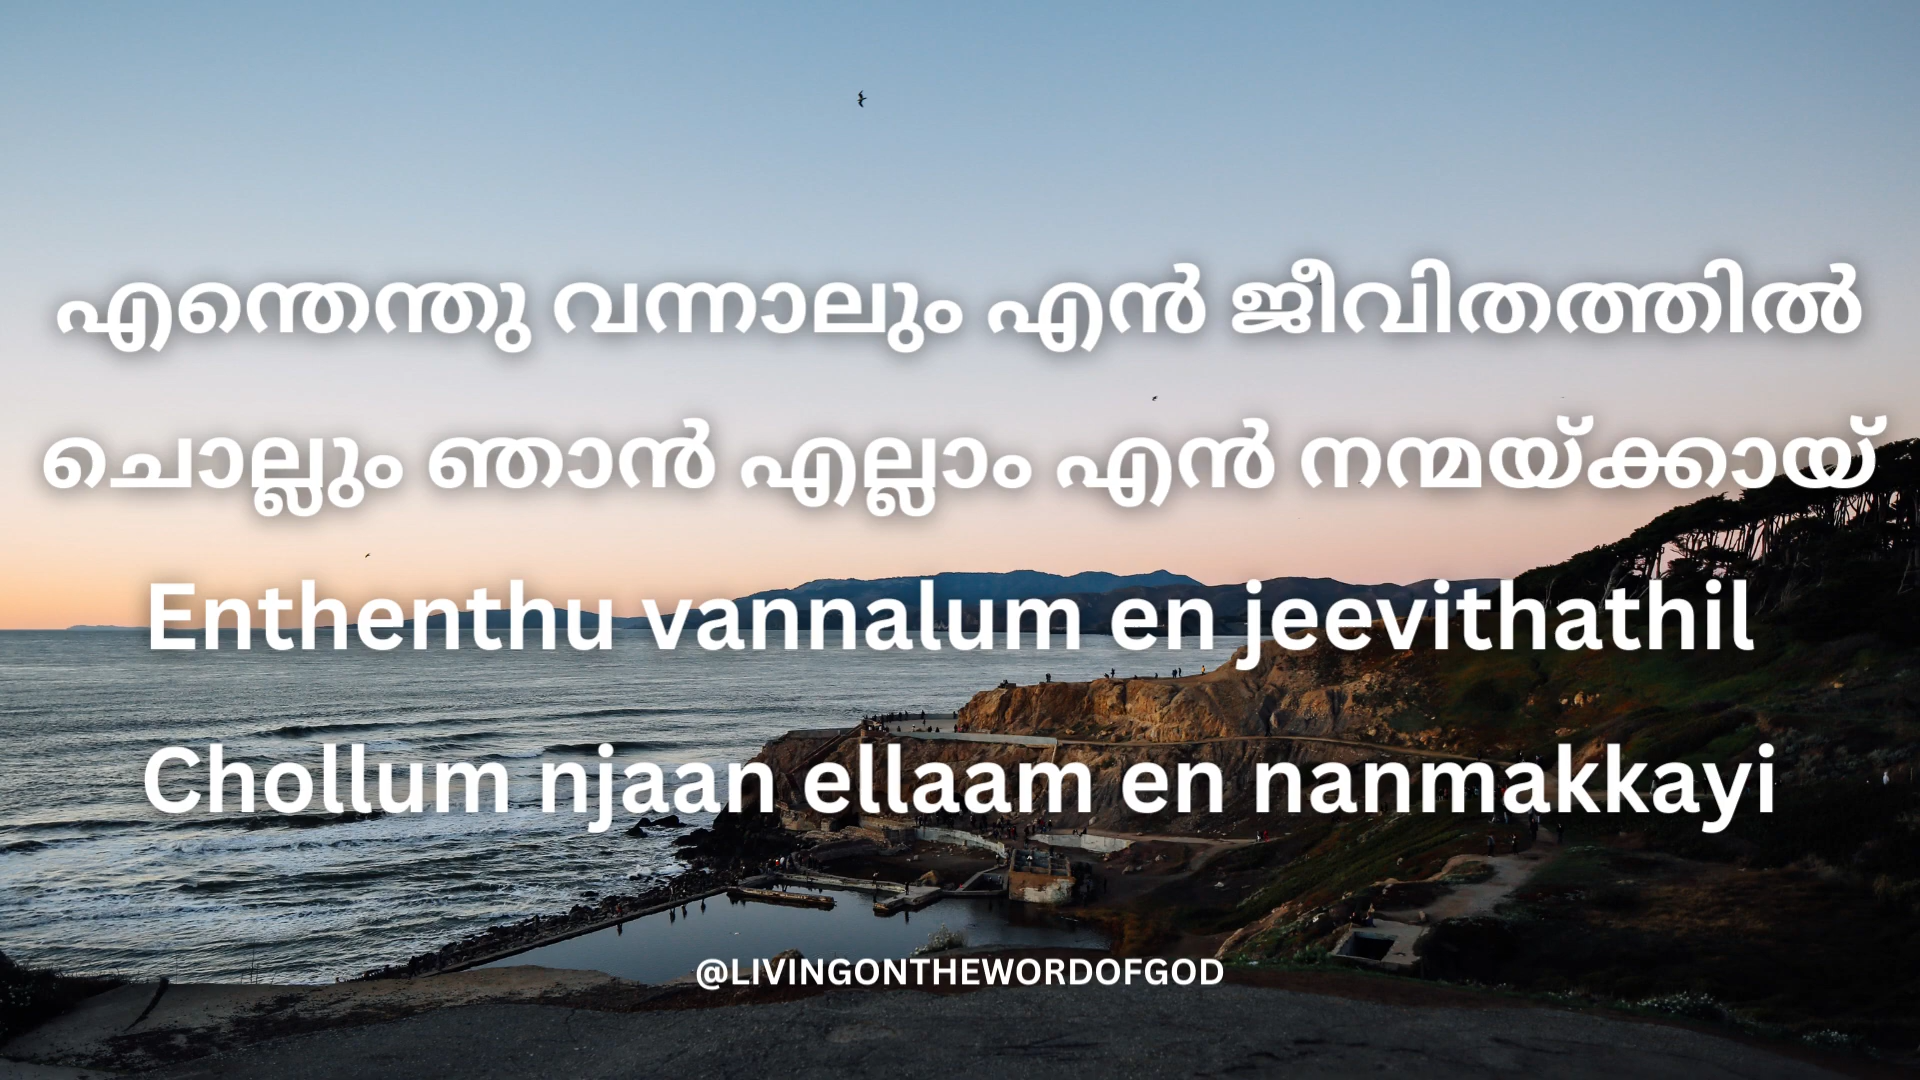 എന്തെന്തു വന്നാലും എൻ ജീവിതത്തിൽ
ചൊല്ലും ഞാൻ എല്ലാം എൻ നന്മയ്ക്കായ്
Enthenthu vannalum en jeevithathil
Chollum njaan ellaam en nanmakkayi
@LIVINGONTHEWORDOFGOD